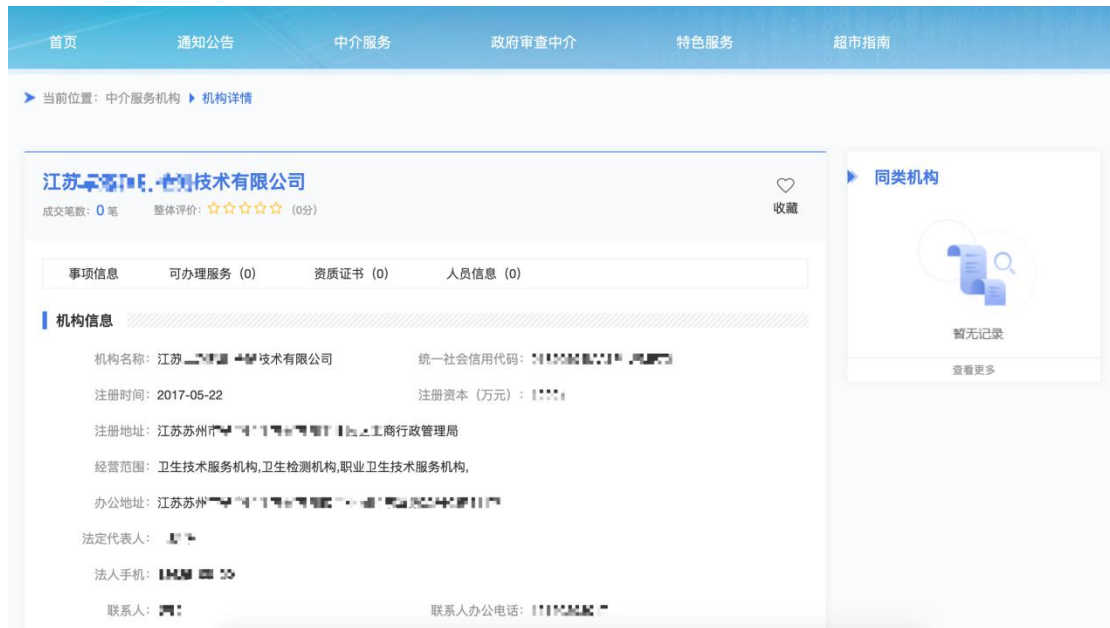 首页 通知公告 中介服务 政府审查中介 特色服务 超市指南
当前位置：中介服务机构 机构详情
江苏 技术有限公司
成交笔数：0 笔 整体评价： (0分)
收藏
同类机构
暂无记录
查看更多
事项信息 可办理服务（0） 资质证书（0） 人员信息（0）
机构信息
机构名称：江苏 技术有限公司 统一社会信用代码：
注册时间：2017-05-22 注册资本（万元）：
注册地址：江苏苏州市 工商行政管理局
经营范围：卫生技术服务机构,卫生检测机构,职业卫生技术服务机构,
办公地址：江苏苏州
法定代表人：
法人手机：
联系人： 联系人办公电话：